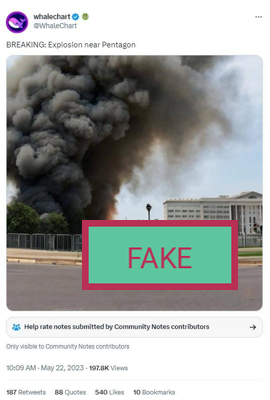 whalechart
@WhaleChart
BREAKING: Explosion near Pentagon
FAKE
Help rate notes submitted by Community Notes contributors
Only visible to Community Notes contributors
10:09 AM · May 22, 2023 · 197.8K Views
187 Retweets 88 Quotes 540 Likes 10 Bookmarks